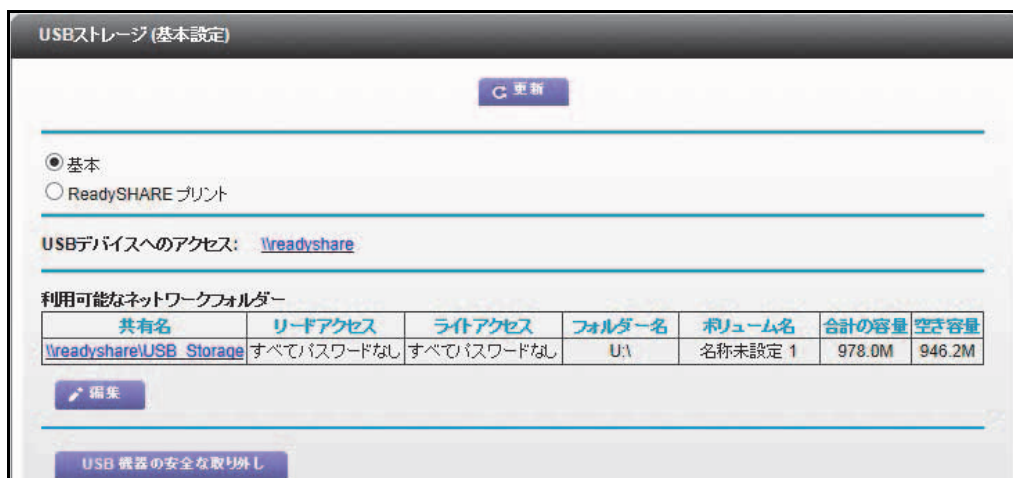 USBストレージ (基本設定)
更新
基本
ReadySHARE プリント
USBデバイスへのアクセス: \\readyshare
利用可能なネットワークフォルダー
共有名 リードアクセス ライトアクセス フォルダー名 ボリューム名 合計の容量 空き容量
\\readyshare\USB_Storage すべてパスワードなし すべてパスワードなし U:\ 名称未設定 1 978.0M 946.2M
編集
USB 機器の安全な取り外し